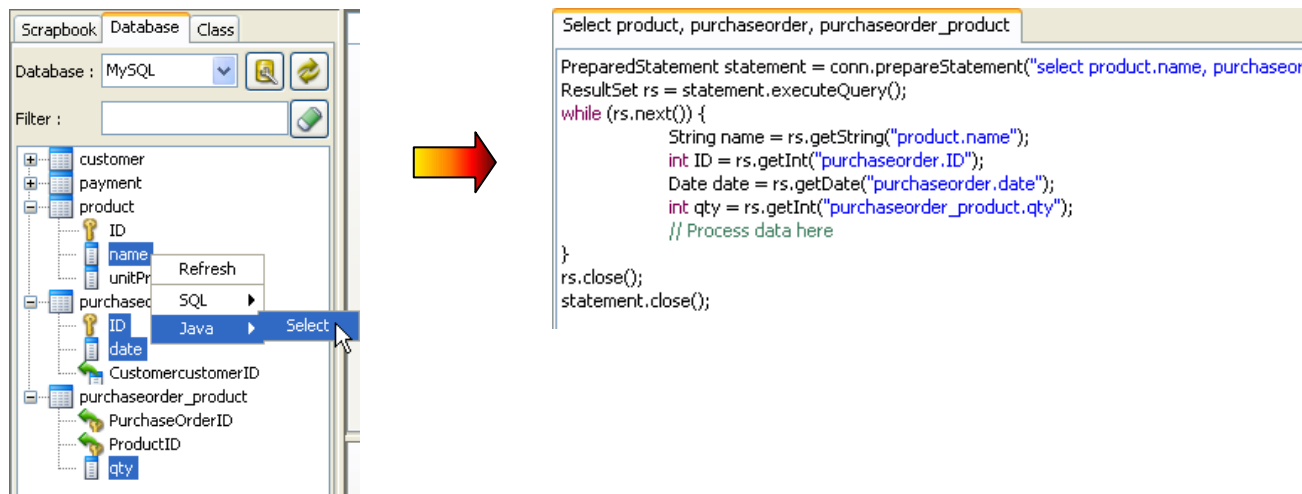 Scrapbook Database Class
Database : MySQL
Filter :
customer
payment
product
ID
name
unitPr
purchaseo
ID
date
CustomercustomerID
purchaseorder_product
PurchaseOrderID
ProductID
qty
Refresh
SQL
Java
Select
Select product, purchaseorder, purchaseorder_product
PreparedStatement statement = conn.prepareStatement("select product.name, purchaseor
ResultSet rs = statement.executeQuery();
while (rs.next()) {
String name = rs.getString("product.name");
int ID = rs.getInt("purchaseorder.ID");
Date date = rs.getDate("purchaseorder.date");
int qty = rs.getInt("purchaseorder_product.qty");
// Process data here
}
rs.close();
statement.close();